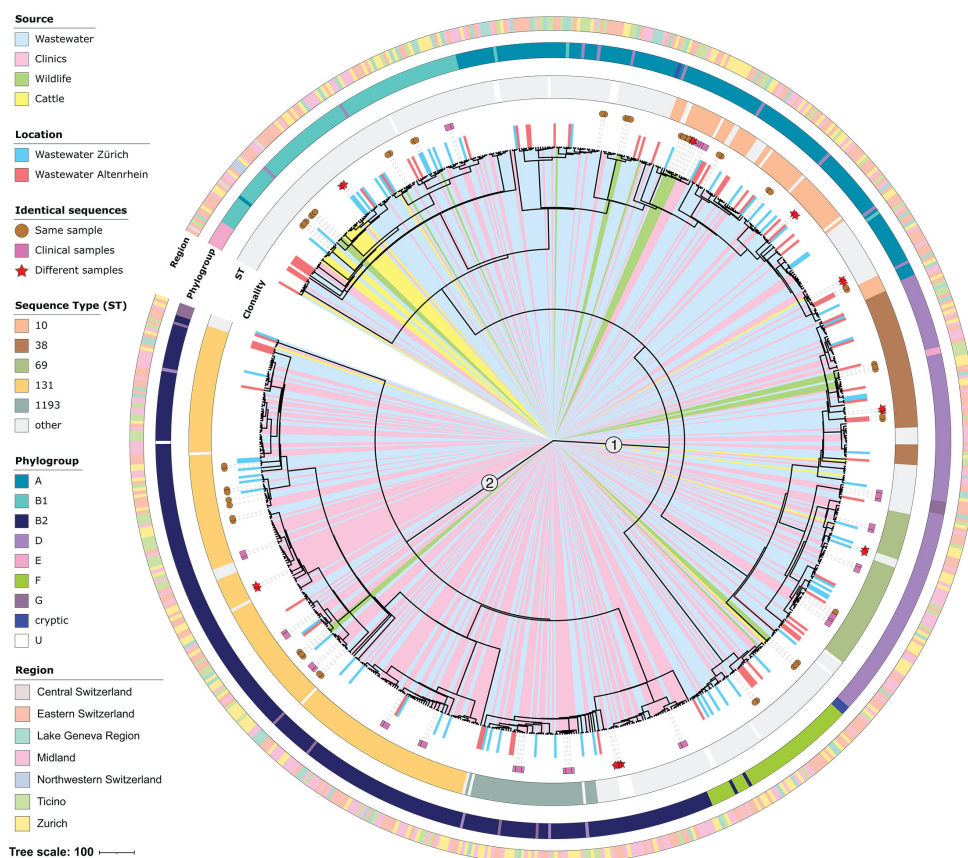 Source
Wastewater
Clinics
Wildlife
Cattle
Location
Wastewater Zürich
Wastewater Altenrhein
Identical sequences
Same sample
Clinical samples
Different samples
Sequence Type (ST)
10
38
69
131
1193
other
Phylogroup
A
B1
B2
D
E
F
G
cryptic
U
Region
Central Switzerland
Eastern Switzerland
Lake Geneva Region
Midland
Northwestern Switzerland
Ticino
Zurich
Tree scale: 100
Region
Phylogroup
ST
Clonality
1
2